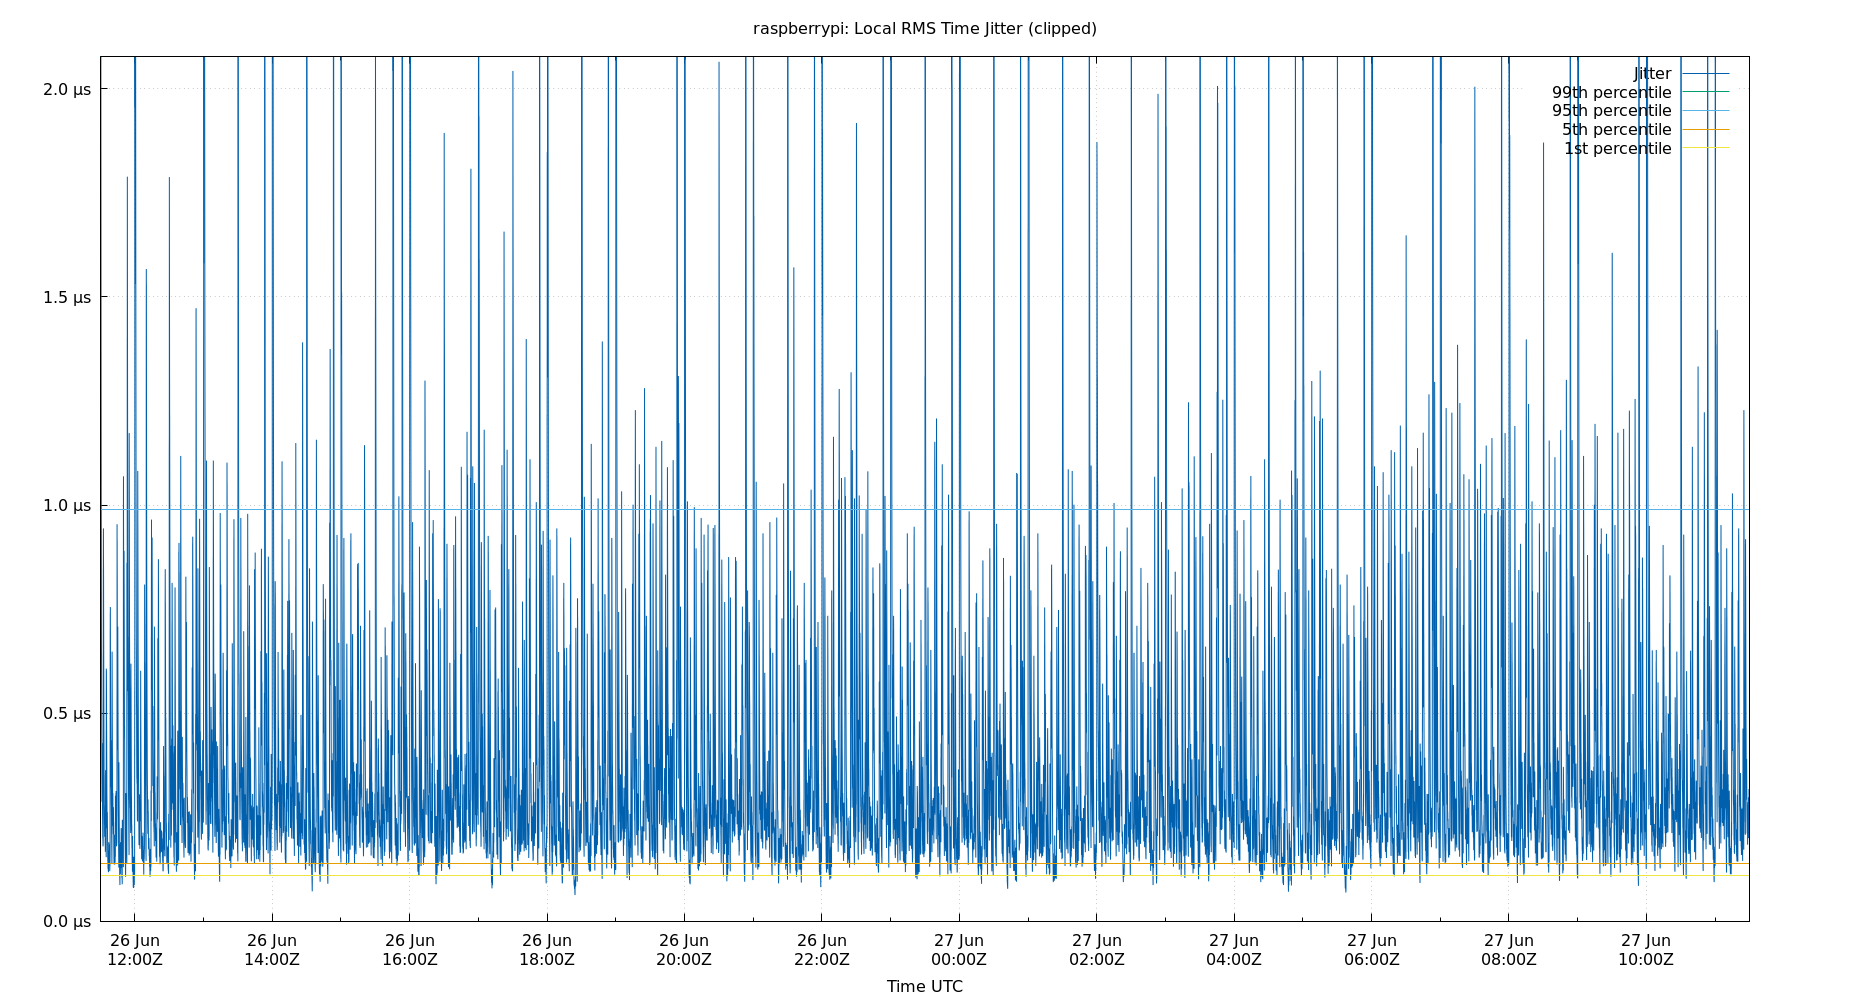 raspberrypi: Local RMS Time Jitter (clipped)
Jitter
99th percentile
95th percentile
5th percentile
1st percentile
2.0 µs
1.5 µs
1.0 µs
0.5 µs
0.0 µs
26 Jun 26 Jun 26 Jun 26 Jun 26 Jun 26 Jun 27 Jun 27 Jun 27 Jun 27 Jun 27 Jun 27 Jun
12:00Z 14:00Z 16:00Z 18:00Z 20:00Z 22:00Z 00:00Z 02:00Z 04:00Z 06:00Z 08:00Z 10:00Z
Time UTC